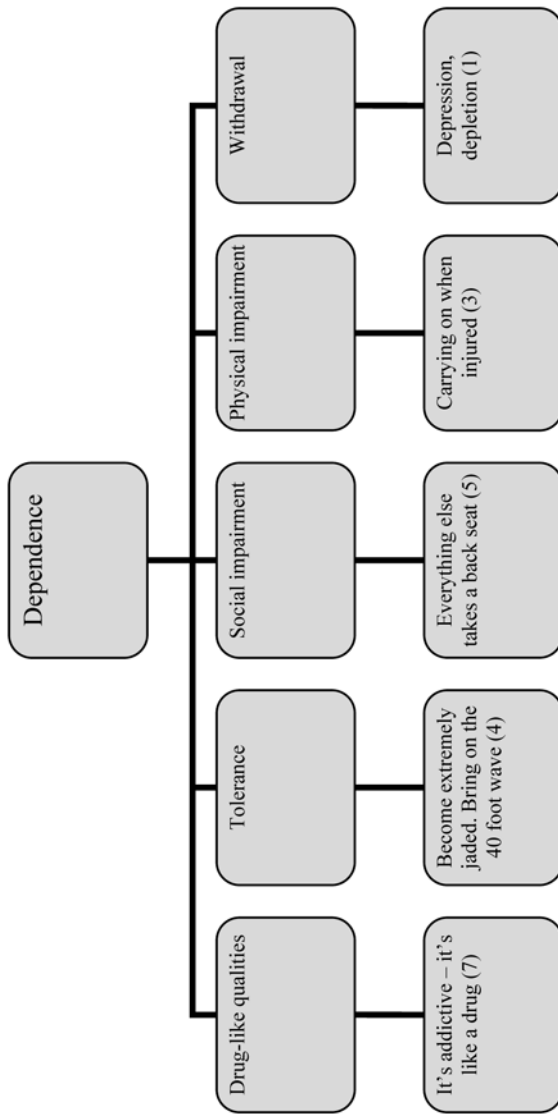 Dependence
Drug-like qualities
Tolerance
Social impairment
Physical impairment
Withdrawal
It’s addictive – it’s
like a drug (7)
Become extremely
jaded. Bring on the
40 foot wave (4)
Everything else
takes a back seat (5)
Carrying on when
injured (3)
Depression,
depletion (1)